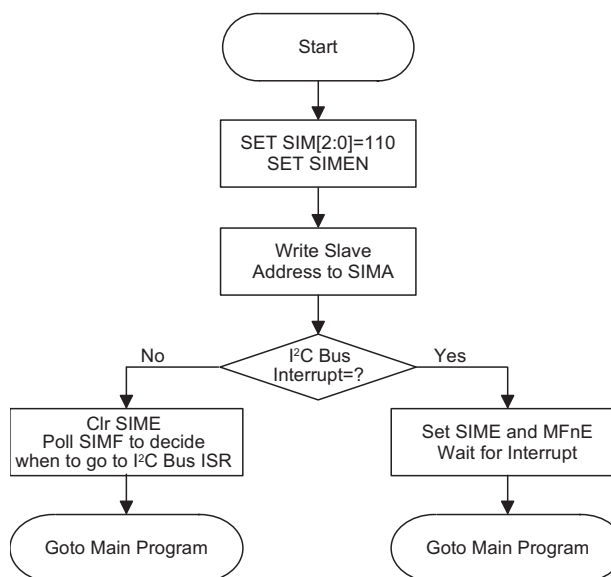 Start
SET SIM[2:0]=110
SET SIMEN
Write Slave
Address to SIMA
I²C Bus
Interrupt=?
No
Yes
Clr SIME
Poll SIMF to decide
when to go to I²C Bus ISR
Set SIME and MFnE
Wait for Interrupt
Goto Main Program
Goto Main Program